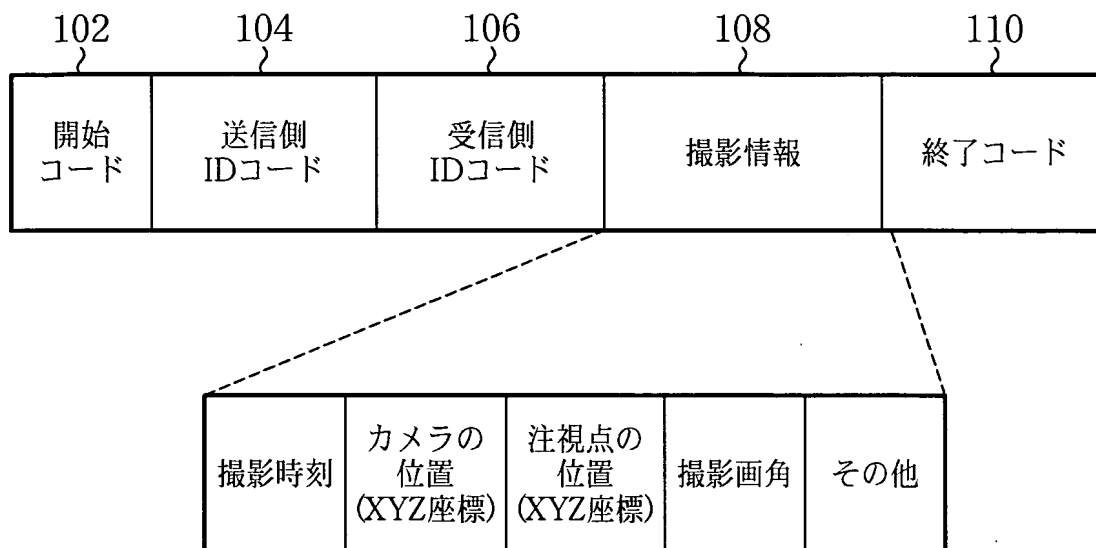 102 104 106 108 110
開始 送信側 受信側 撮影情報 終了コード
コード IDコード IDコード
撮影時刻 カメラの 注視点の 撮影画角 その他
位置 位置
(XYZ座標) (XYZ座標)